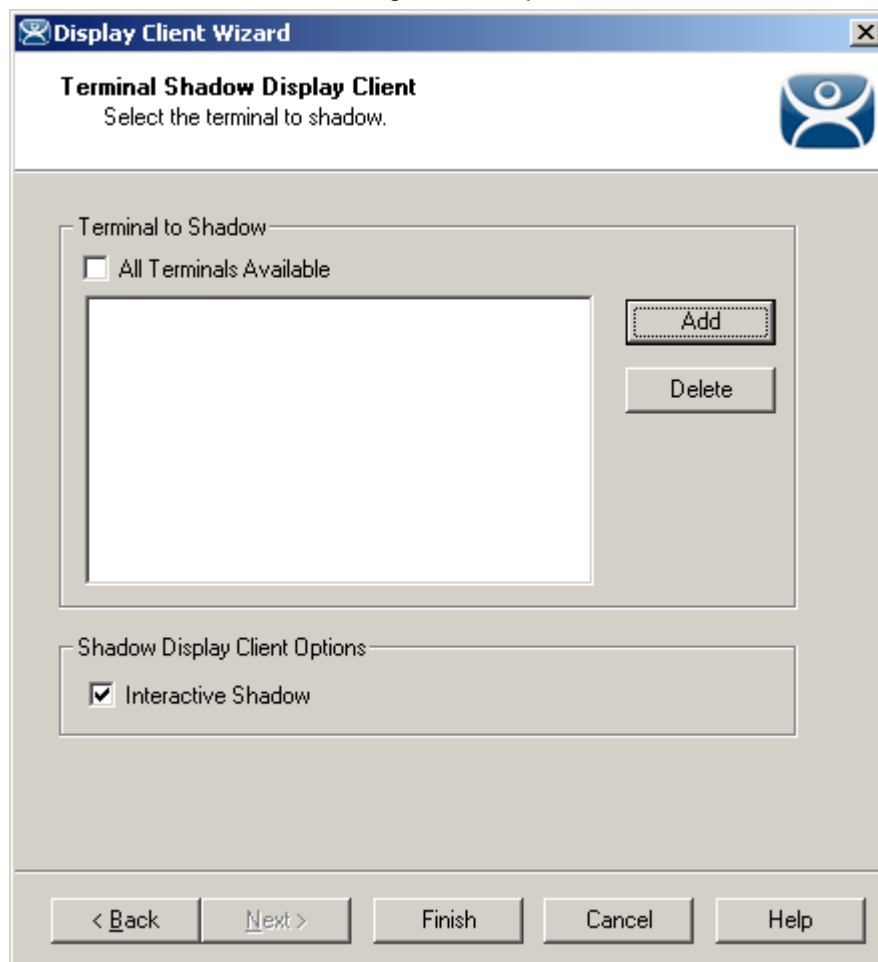 Display Client Wizard
Terminal Shadow Display Client
Select the terminal to shadow.
Terminal to Shadow
All Terminals Available
Add
Delete
Shadow Display Client Options
Interactive Shadow
< Back
Next >
Finish
Cancel
Help